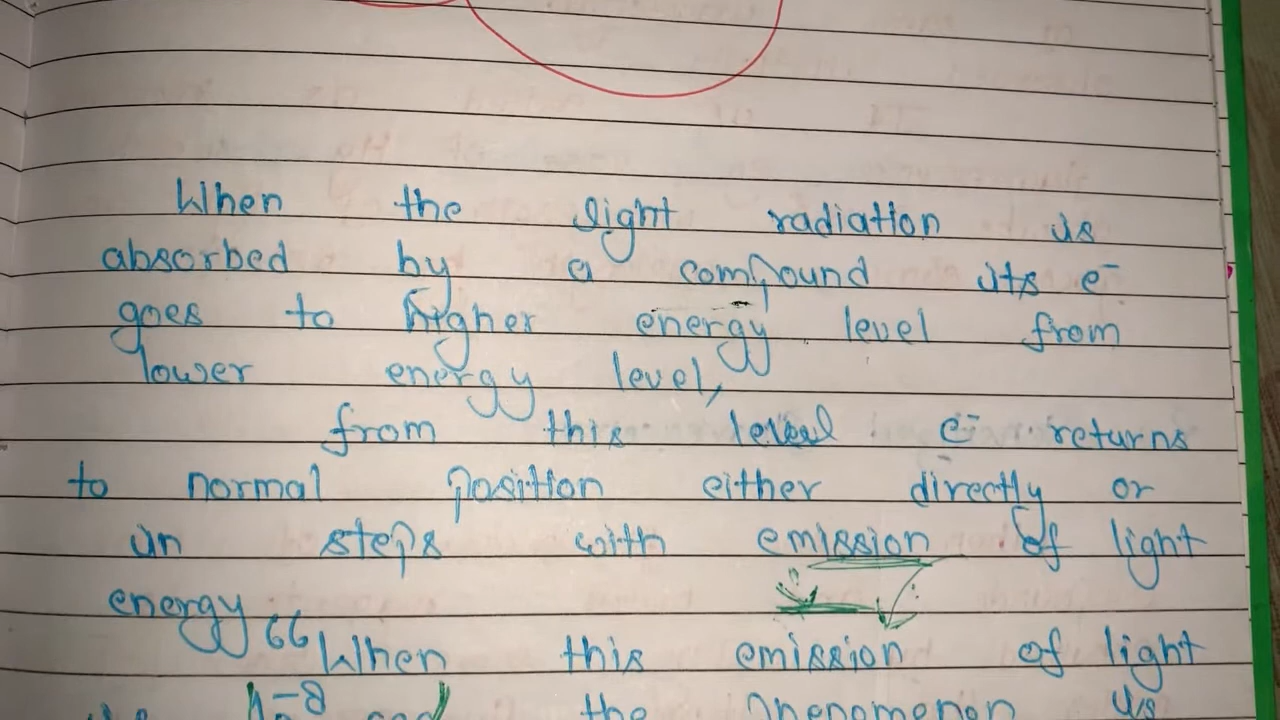 When the light radiation is
absorbed by a compound its e⁻
goes to higher energy level from
lower energy level,
from this level e⁻ returns
to normal position either directly or
in steps with emission of light
energy "When this emission of light
the phenomenon is